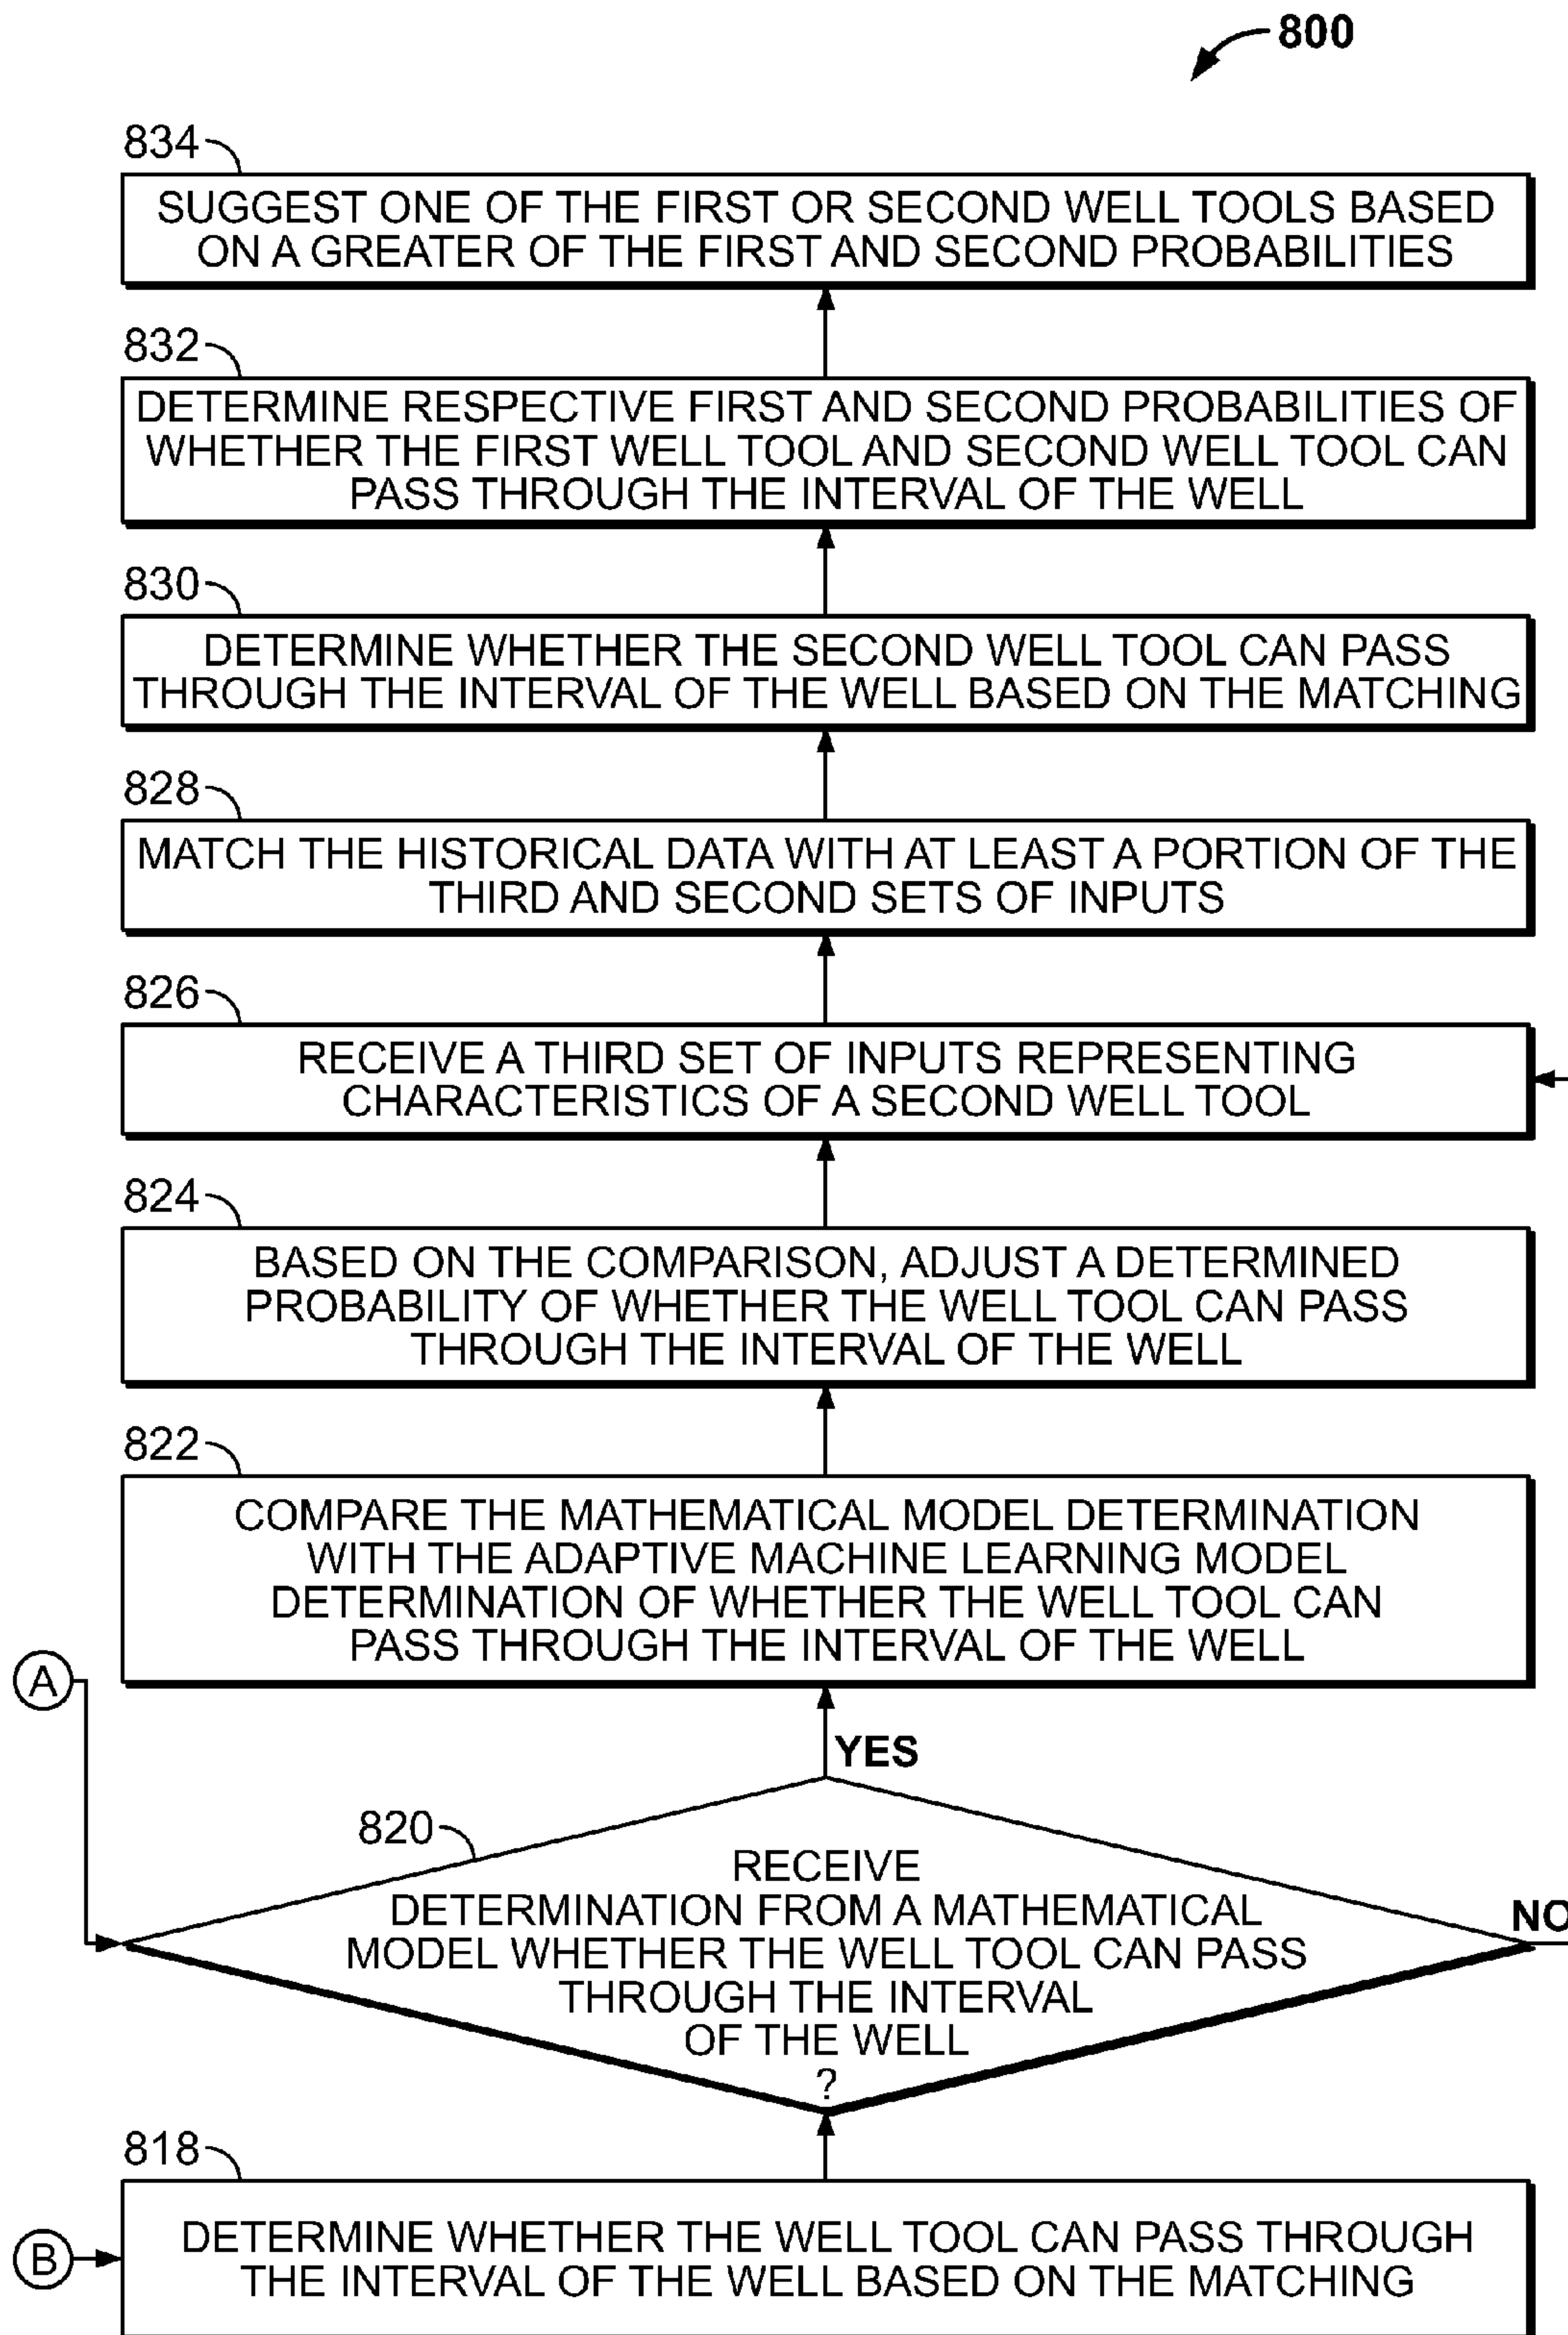 800
834
SUGGEST ONE OF THE FIRST OR SECOND WELL TOOLS BASED
ON A GREATER OF THE FIRST AND SECOND PROBABILITIES
832
DETERMINE RESPECTIVE FIRST AND SECOND PROBABILITIES OF
WHETHER THE FIRST WELL TOOL AND SECOND WELL TOOL CAN
PASS THROUGH THE INTERVAL OF THE WELL
830
DETERMINE WHETHER THE SECOND WELL TOOL CAN PASS
THROUGH THE INTERVAL OF THE WELL BASED ON THE MATCHING
828
MATCH THE HISTORICAL DATA WITH AT LEAST A PORTION OF THE
THIRD AND SECOND SETS OF INPUTS
826
RECEIVE A THIRD SET OF INPUTS REPRESENTING
CHARACTERISTICS OF A SECOND WELL TOOL
824
BASED ON THE COMPARISON, ADJUST A DETERMINED
PROBABILITY OF WHETHER THE WELL TOOL CAN PASS
THROUGH THE INTERVAL OF THE WELL
822
COMPARE THE MATHEMATICAL MODEL DETERMINATION
WITH THE ADAPTIVE MACHINE LEARNING MODEL
DETERMINATION OF WHETHER THE WELL TOOL CAN
PASS THROUGH THE INTERVAL OF THE WELL
A
YES
820
RECEIVE
DETERMINATION FROM A MATHEMATICAL
MODEL WHETHER THE WELL TOOL CAN PASS
THROUGH THE INTERVAL
OF THE WELL
?
NO
818
B
DETERMINE WHETHER THE WELL TOOL CAN PASS THROUGH
THE INTERVAL OF THE WELL BASED ON THE MATCHING